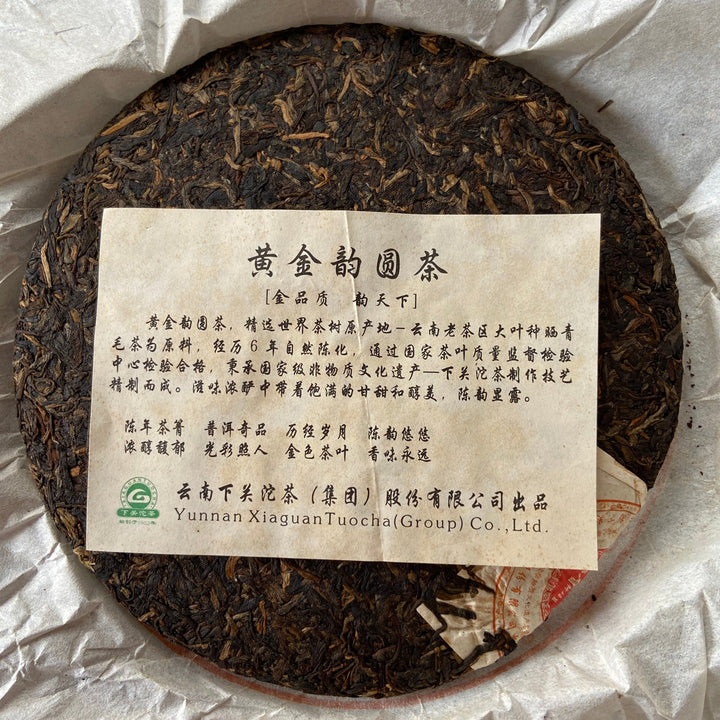 黄金韵圆茶
[金品质 韵天下]
黄金韵圆茶，精选世界茶树原产地－云南老茶区大叶种晒青
毛茶为原料，经历6年自然陈化，通过国家茶叶质量监督检验
中心检验合格，秉承国家级非物质文化遗产—下关沱茶制作技艺
精制而成。滋味浓酽中带着饱满的甘甜和醇美，陈韵显露。
陈年茶菁 普洱奇品 历经岁月 陈韵悠悠
浓醇馥郁 光彩照人 金色茶叶 香味永远
下关沱茶
云南下关沱茶（集团）股份有限公司出品
Yunnan XiaguanTuocha(Group) Co.,Ltd.